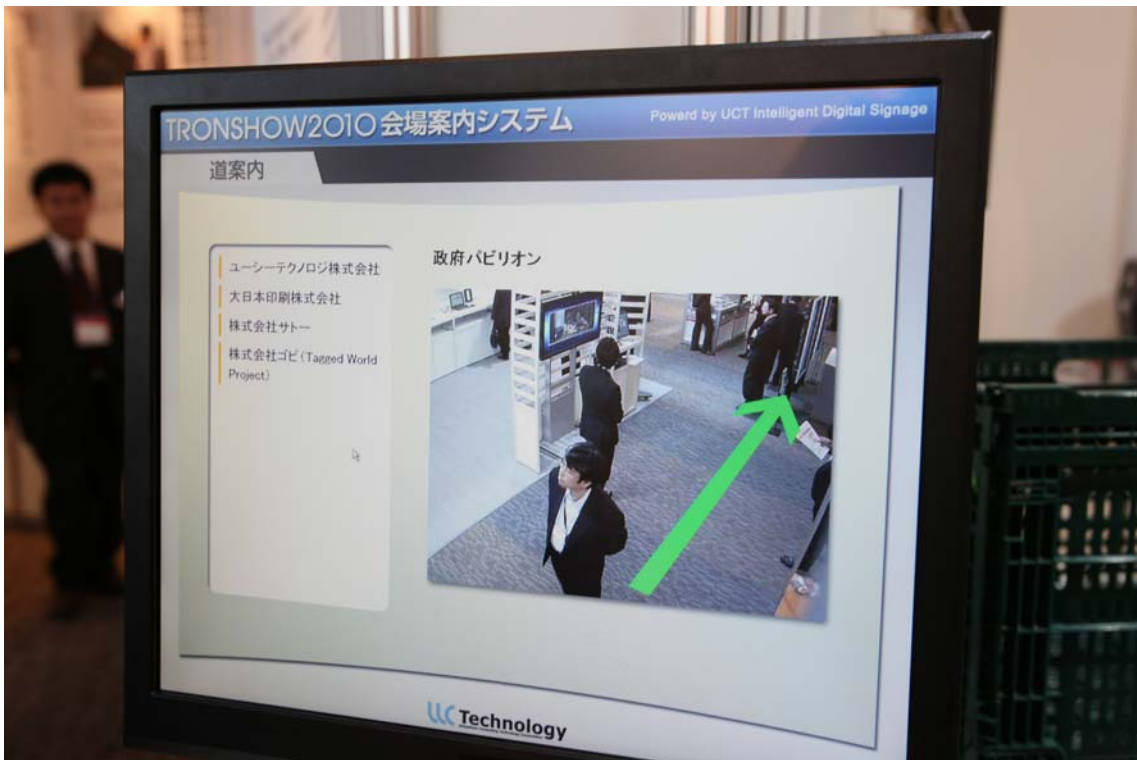 TRONSHOW2010 会場案内システム
Powerd by UCT Intelligent Digital Signage
道案内
ユーシーテクノロジ株式会社
大日本印刷株式会社
株式会社サトー
株式会社ゴビ（Tagged World
Project）
政府パビリオン
UC Technology